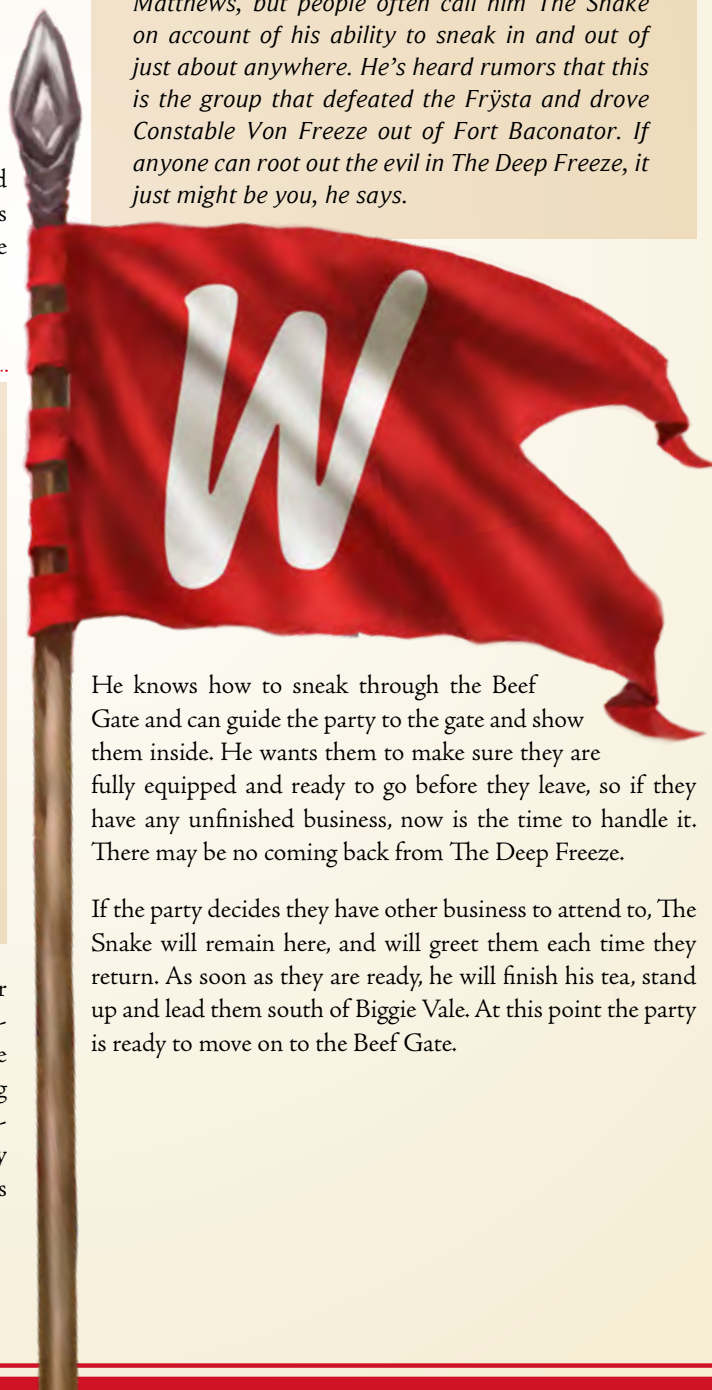 Matthews, but people often call him The Snake
on account of his ability to sneak in and out of
just about anywhere. He's heard rumors that this
is the group that defeated the Frÿsta and drove
Constable Von Freeze out of Fort Baconator. If
anyone can root out the evil in The Deep Freeze, it
just might be you, he says.
W
He knows how to sneak through the Beef
Gate and can guide the party to the gate and show
them inside. He wants them to make sure they are
fully equipped and ready to go before they leave, so if they
have any unfinished business, now is the time to handle it.
There may be no coming back from The Deep Freeze.
If the party decides they have other business to attend to, The
Snake will remain here, and will greet them each time they
return. As soon as they are ready, he will finish his tea, stand
up and lead them south of Biggie Vale. At this point the party
is ready to move on to the Beef Gate.